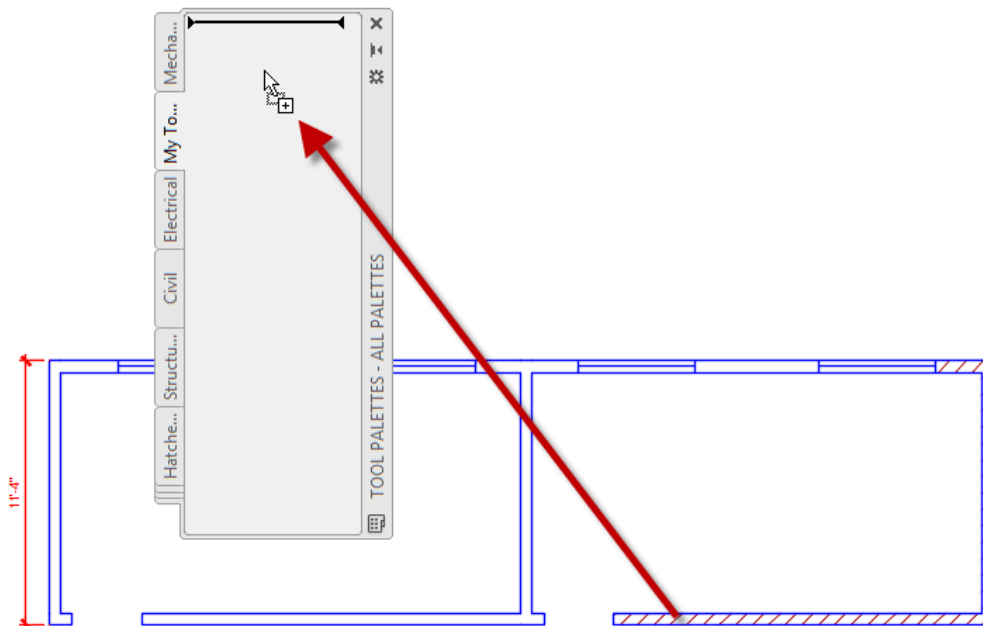 Mecha...
My To...
Electrical
Civil
Structu...
Hatche...
TOOL PALETTES - ALL PALETTES
11'-4"